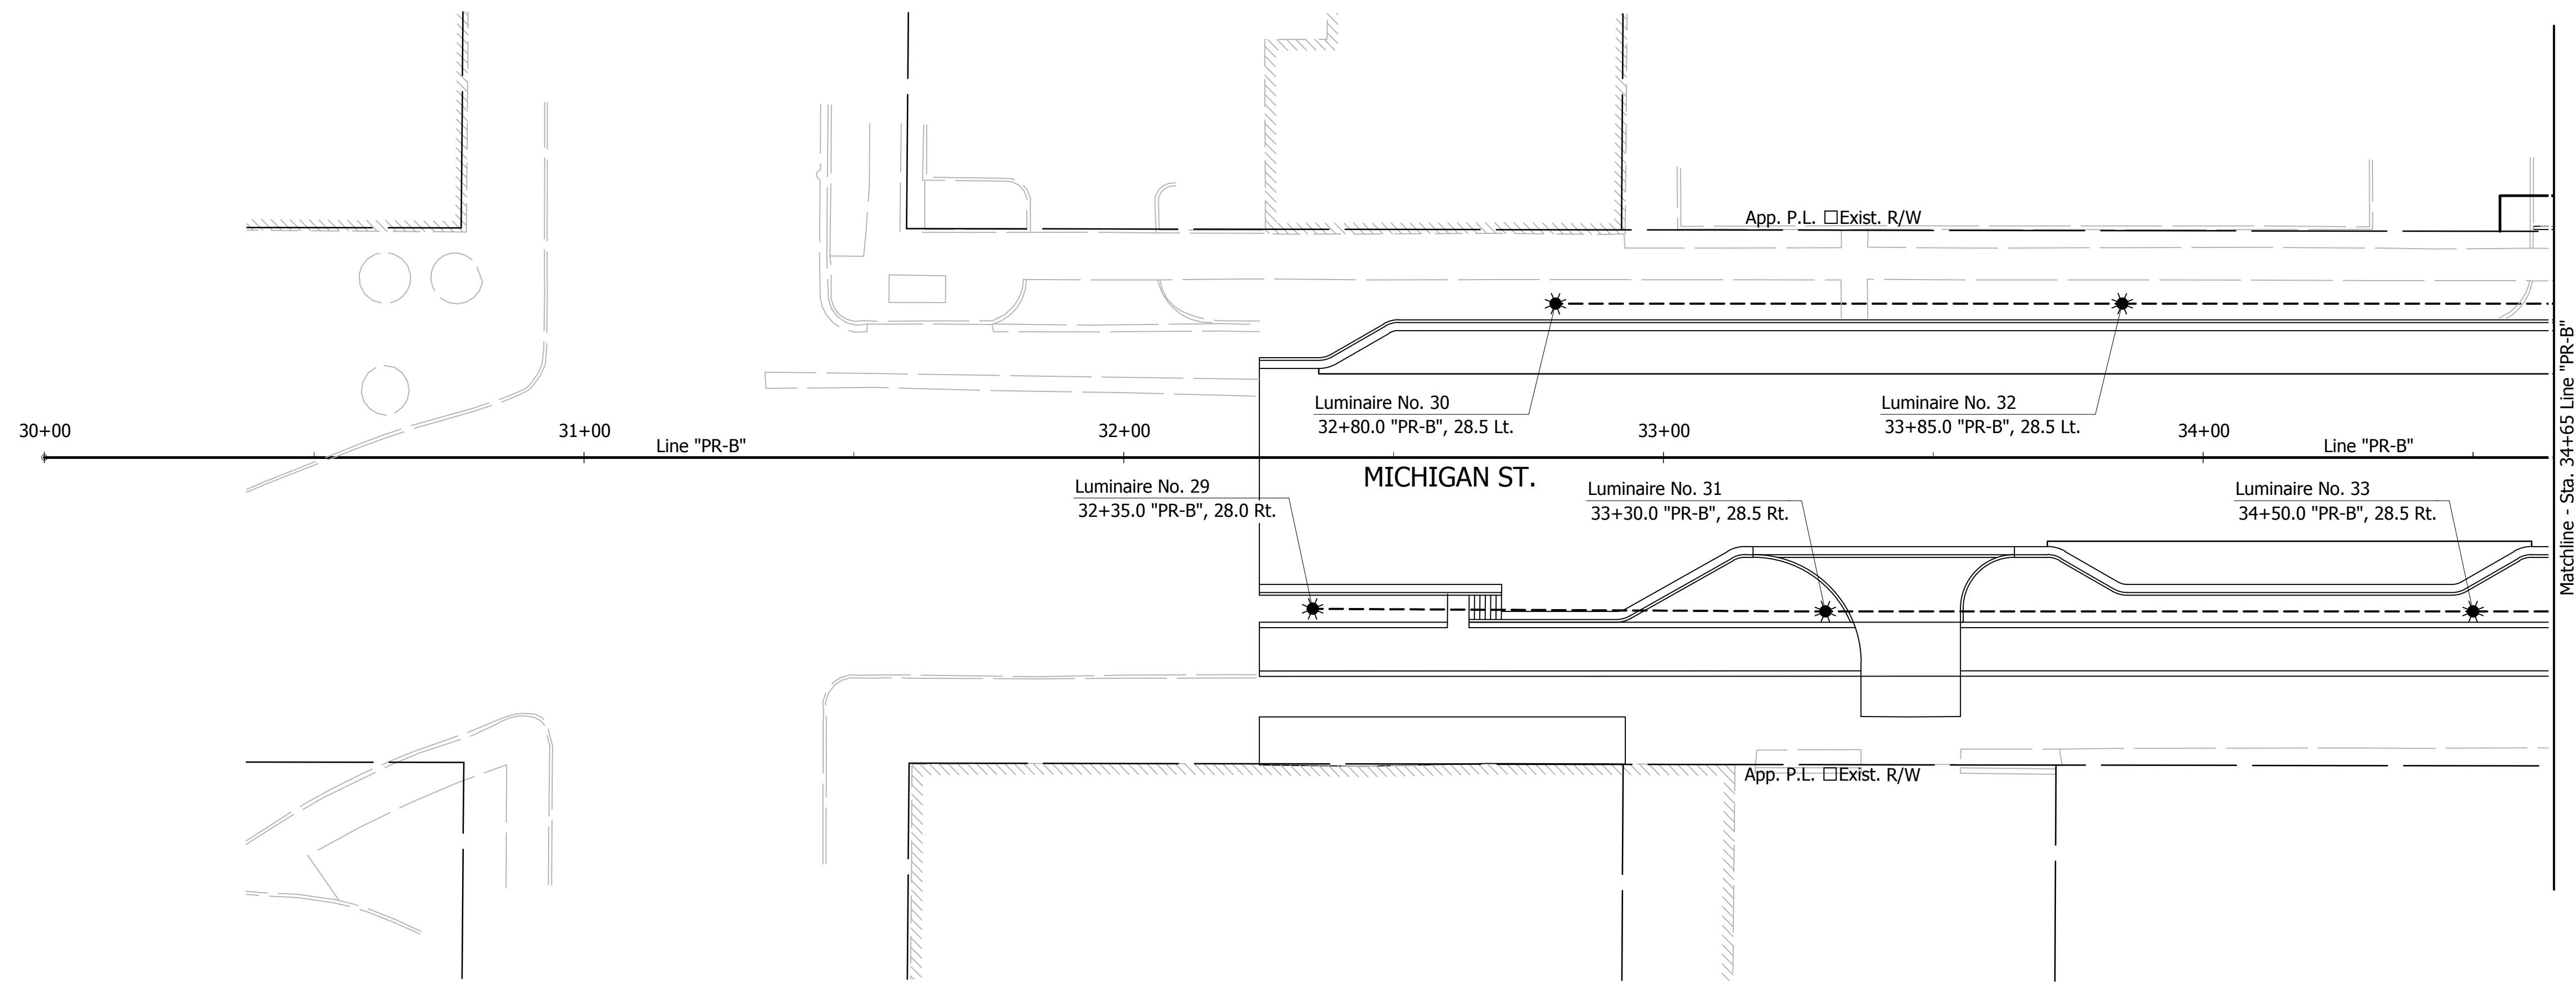 App. P.L. □Exist. R/W
Luminaire No. 30
32+80.0 "PR-B", 28.5 Lt.
Luminaire No. 32
33+85.0 "PR-B", 28.5 Lt.
30+00
31+00
32+00
33+00
34+00
Line "PR-B"
Line "PR-B"
MICHIGAN ST.
Luminaire No. 29
32+35.0 "PR-B", 28.0 Rt.
Luminaire No. 31
33+30.0 "PR-B", 28.5 Rt.
Luminaire No. 33
34+50.0 "PR-B", 28.5 Rt.
App. P.L. □Exist. R/W
Matchline - Sta. 34+65 Line "PR-B"